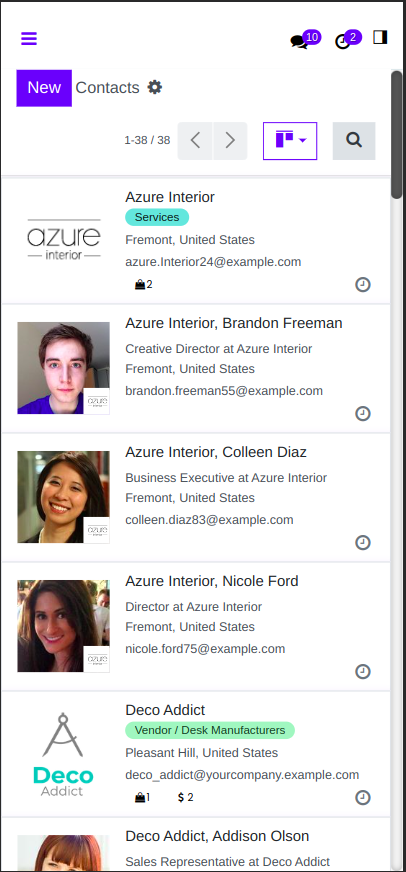 10
2
New
Contacts
1-38 / 38
azure
interior
Azure Interior
Services
Fremont, United States
azure.Interior24@example.com
2
Azure Interior, Brandon Freeman
Creative Director at Azure Interior
Fremont, United States
brandon.freeman55@example.com
azure
Azure Interior, Colleen Diaz
Business Executive at Azure Interior
Fremont, United States
colleen.diaz83@example.com
azure
Azure Interior, Nicole Ford
Director at Azure Interior
Fremont, United States
nicole.ford75@example.com
azure
Deco
Addict
Deco Addict
Vendor / Desk Manufacturers
Pleasant Hill, United States
deco_addict@yourcompany.example.com
1
$ 2
Deco Addict, Addison Olson
Sales Representative at Deco Addict